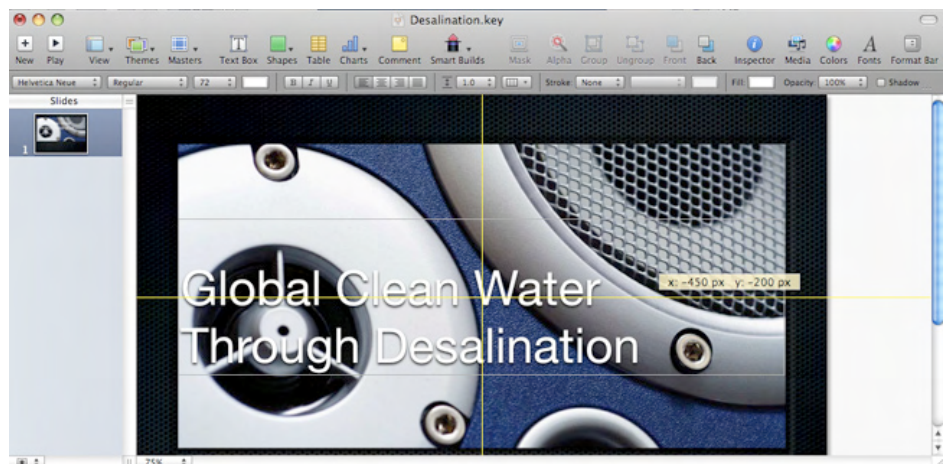 Desalination.key
New Play View Themes Masters Text Box Shapes Table Charts Comment Smart Builds Mask Alpha Group Ungroup Front Back Inspector Media Colors Fonts Format Bar
Helvetica Neue Regular 72 B I U 1.0 Stroke: None Fill: Opacity: 100% Shadow
Slides
1
x: -450 px y: -200 px
Global Clean Water
Through Desalination
75%